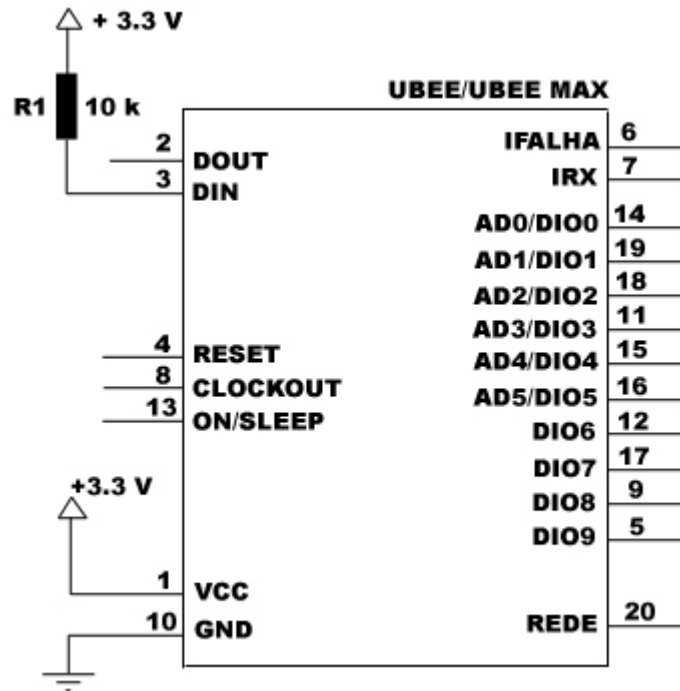 + 3.3 V
R1 10 k
UBEE/UBEE MAX
2 DOUT
3 DIN
4 RESET
8 CLOCKOUT
13 ON/SLEEP
+3.3 V
1 VCC
10 GND
IFALHA 6
IRX 7
AD0/DIO0 14
AD1/DIO1 19
AD2/DIO2 18
AD3/DIO3 11
AD4/DIO4 15
AD5/DIO5 16
DIO6 12
DIO7 17
DIO8 9
DIO9 5
REDE 20